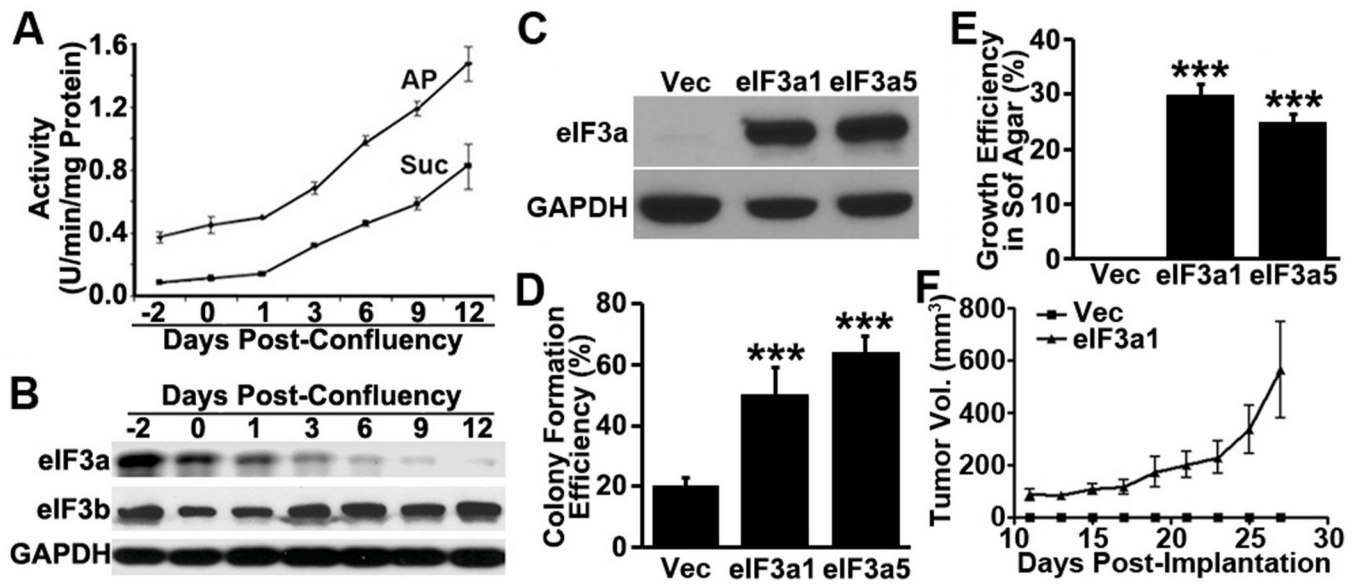 A
1.6
1.2
0.8
0.4
0.0
Activity
(U/min/mg Protein)
AP
Suc
-2 0 1 3 6 9 12
Days Post-Confluency
B
Days Post-Confluency
-2 0 1 3 6 9 12
eIF3a
eIF3b
GAPDH
C
Vec eIF3a1 eIF3a5
eIF3a
GAPDH
D
80
60
40
20
0
Colony Formation
Efficiency (%)
***
***
Vec eIF3a1 eIF3a5
E
40
30
20
10
0
Growth Efficiency
in Sof Agar (%)
***
***
Vec eIF3a1 eIF3a5
F
800
600
400
200
0
Tumor Vol. (mm³)
Vec
eIF3a1
10 15 20 25 30
Days Post-Implantation